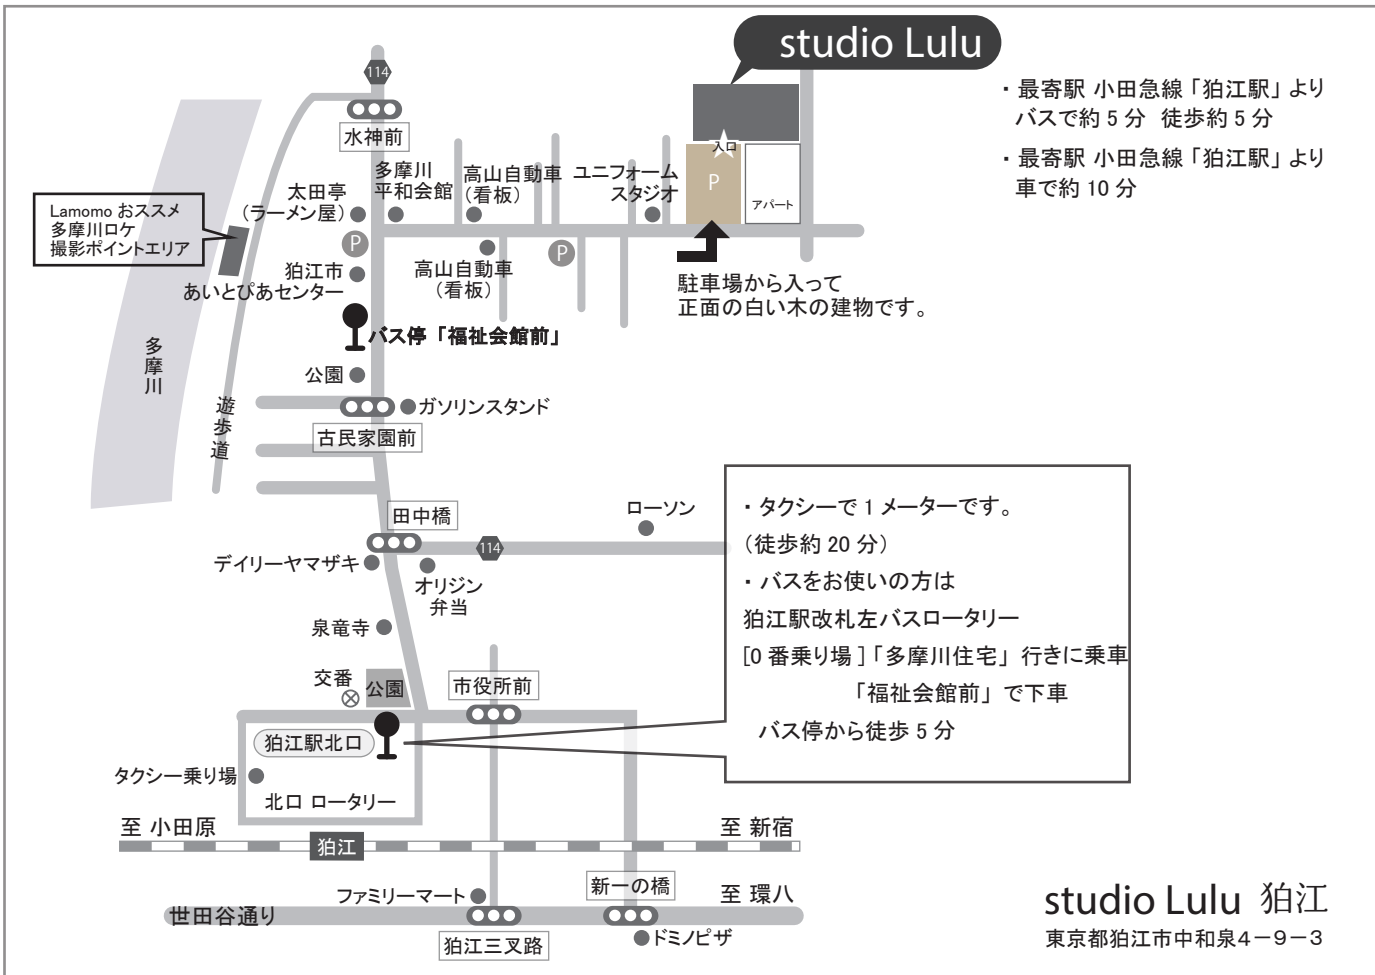 studio Lulu
・最寄駅 小田急線「狛江駅」より
バスで約 5 分 徒歩約 5 分
・最寄駅 小田急線「狛江駅」より
車で約 10 分
114
水神前
入口
P
アパート
多摩川
平和会館
高山自動車
(看板)
ユニフォーム
スタジオ
太田亭
(ラーメン屋)
Lamomo おススメ
多摩川ロケ
撮影ポイントエリア
P
P
狛江市
あいとぴあセンター
高山自動車
(看板)
駐車場から入って
正面の白い木の建物です。
バス停「福祉会館前」
多摩川
公園
遊歩道
ガソリンスタンド
古民家園前
田中橋
ローソン
114
デイリーヤマザキ
オリジン
弁当
・タクシーで 1 メーターです。
(徒歩約 20 分)
・バスをお使いの方は
狛江駅改札左バスロータリー
[0 番乗り場 ]「多摩川住宅」行きに乗車
「福祉会館前」で下車
バス停から徒歩 5 分
泉竜寺
交番
公園
市役所前
狛江駅北口
タクシー乗り場
北口 ロータリー
至 小田原
至 新宿
狛江
ファミリーマート
新一の橋
至 環八
世田谷通り
狛江三叉路
ドミノピザ
studio Lulu 狛江
東京都狛江市中和泉4－9－3